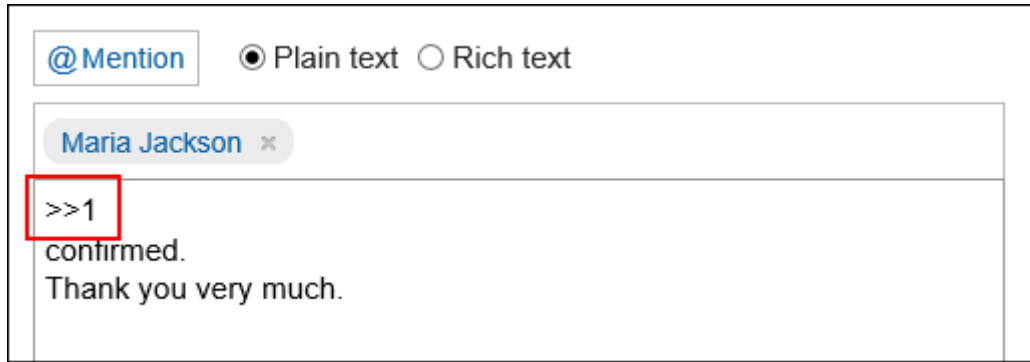 @Mention Plain text Rich text
Maria Jackson ×
>>1
confirmed.
Thank you very much.